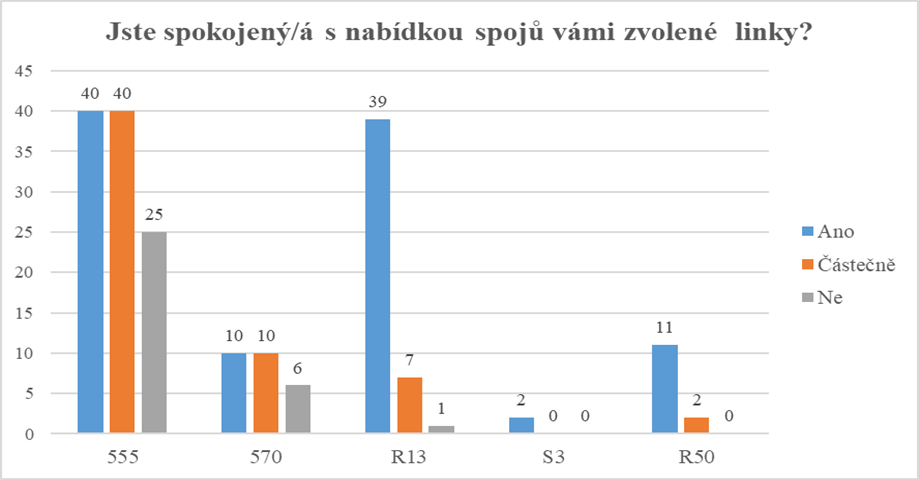 Jste spokojený/á s nabídkou spojů vámi zvolené linky?
45
40
35
30
25
20
15
10
5
0
40 40 25
10 10 6
39 7 1
2 0 0
11 2 0
555 570 R13 S3 R50
Ano
Částečně
Ne